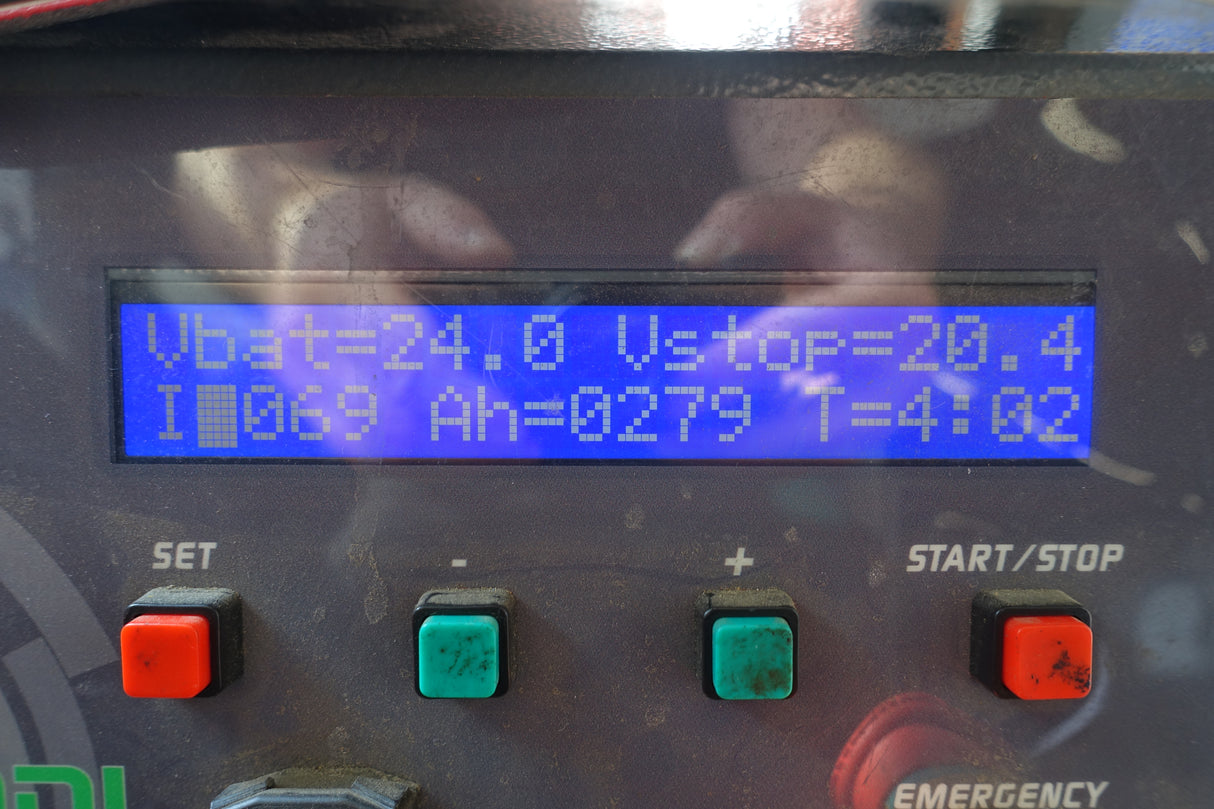 Vbat=24.0 Vstop=20.4
I█069 Ah=0279 T=4:02
SET - + START/STOP
EMERGENCY